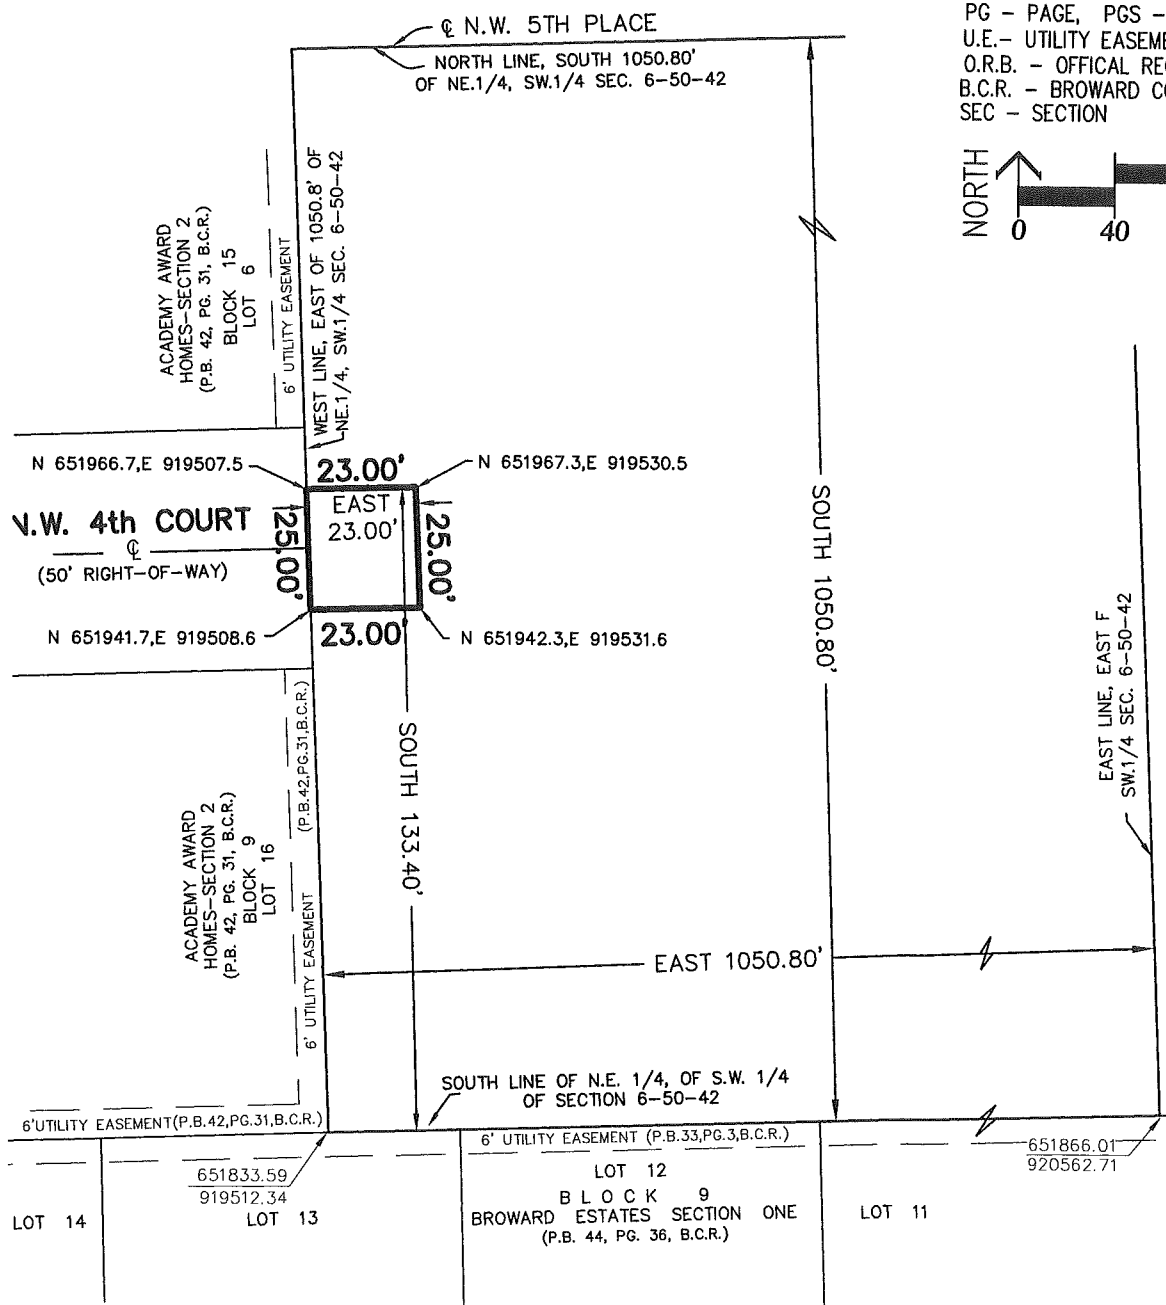 ℄ N.W. 5TH PLACE
NORTH LINE, SOUTH 1050.80'
OF NE.1/4, SW.1/4 SEC. 6-50-42
PG - PAGE, PGS -
U.E.- UTILITY EASEME
O.R.B. - OFFICAL REC
B.C.R. - BROWARD CO
SEC - SECTION
NORTH
0 40
ACADEMY AWARD
HOMES-SECTION 2
(P.B. 42, PG. 31, B.C.R.)
BLOCK 15
LOT 6
6' UTILITY EASEMENT
WEST LINE, EAST OF 1050.8' OF
NE.1/4, SW.1/4 SEC. 6-50-42
N 651966.7,E 919507.5
23.00'
N 651967.3,E 919530.5
EAST
23.00'
N.W. 4th COURT
℄
(50' RIGHT-OF-WAY)
25.00'
25.00'
N 651941.7,E 919508.6
23.00'
N 651942.3,E 919531.6
SOUTH 1050.80'
EAST LINE, EAST F
SW.1/4 SEC. 6-50-42
SOUTH 133.40'
(P.B.42,PG.31,B.C.R.)
ACADEMY AWARD
HOMES-SECTION 2
(P.B. 42, PG. 31, B.C.R.)
BLOCK 9
LOT 16
6' UTILITY EASEMENT
EAST 1050.80'
SOUTH LINE OF N.E. 1/4, OF S.W. 1/4
OF SECTION 6-50-42
6'UTILITY EASEMENT(P.B.42,PG.31,B.C.R.)
6' UTILITY EASEMENT (P.B.33,PG.3,B.C.R.)
651833.59
919512.34
651866.01
920562.71
LOT 14
LOT 13
LOT 12
BLOCK 9
BROWARD ESTATES SECTION ONE
(P.B. 44, PG. 36, B.C.R.)
LOT 11